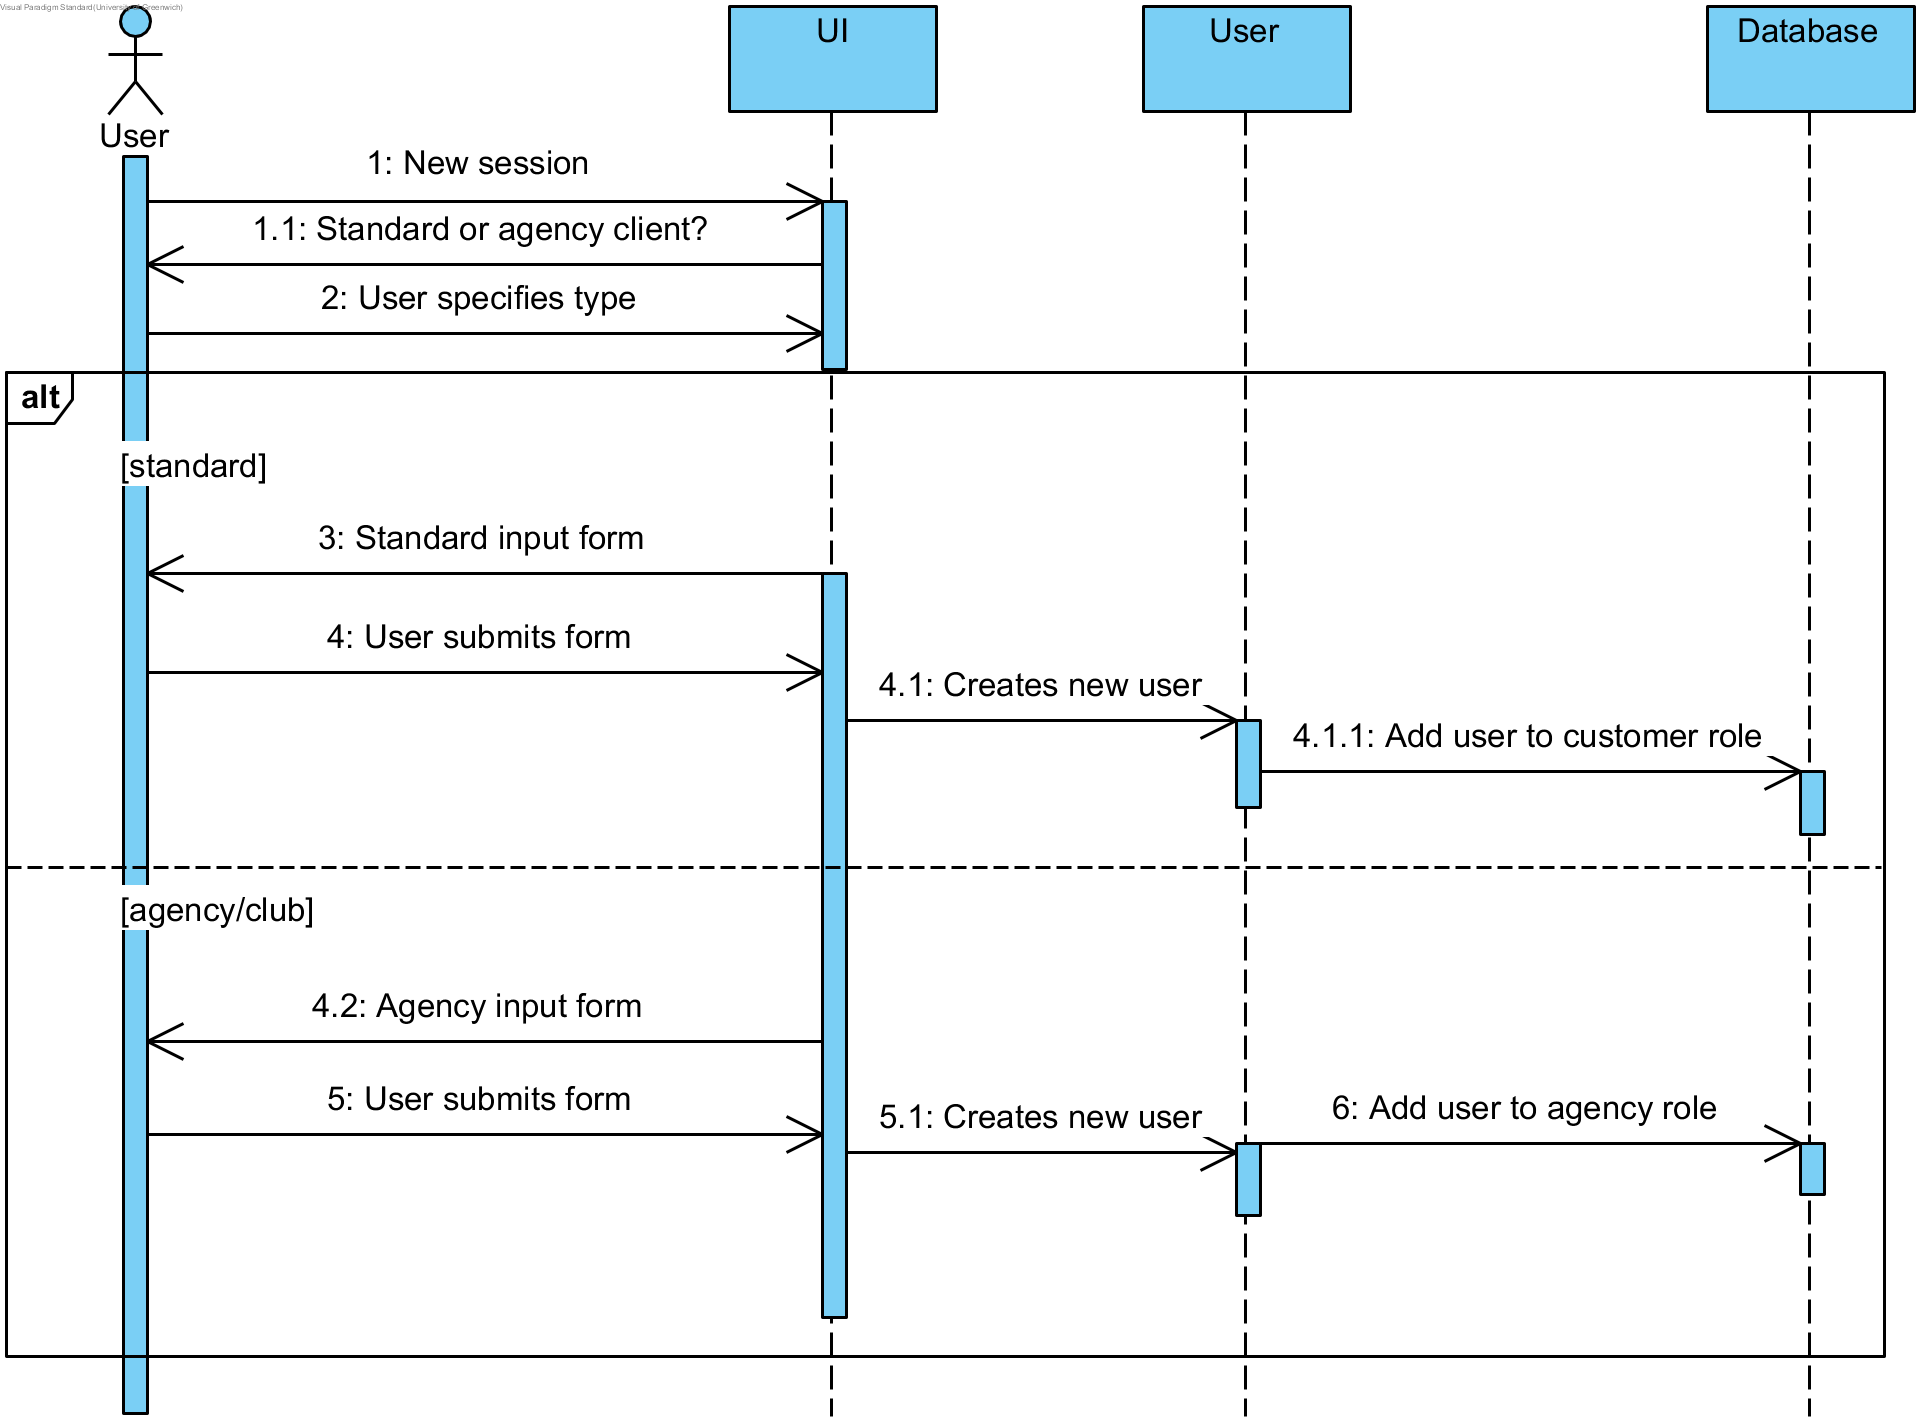 Visual Paradigm Standard(University of Greenwich)
UI
User
Database
User
1: New session
1.1: Standard or agency client?
2: User specifies type
alt
[standard]
3: Standard input form
4: User submits form
4.1: Creates new user
4.1.1: Add user to customer role
[agency/club]
4.2: Agency input form
5: User submits form
5.1: Creates new user
6: Add user to agency role